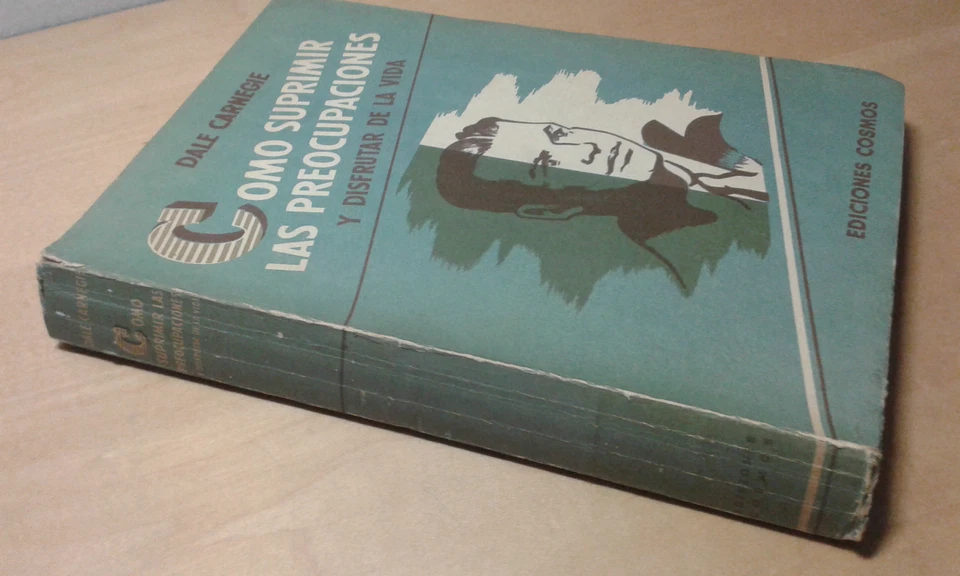 DALE CARNEGIE
COMO SUPRIMIR
LAS PREOCUPACIONES
Y DISFRUTAR DE LA VIDA
EDICIONES COSMOS
DALE CARNEGIE
COMO
SUPRIMIR LAS
PREOCUPACIONES